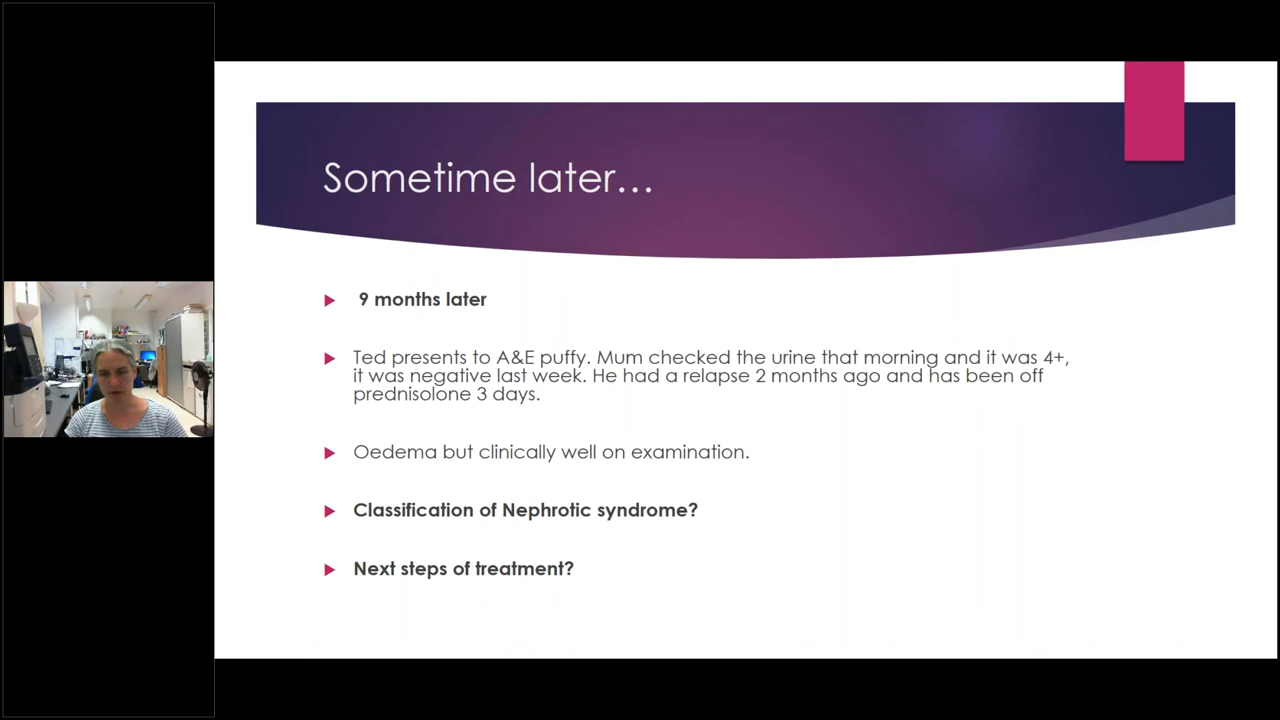 Sometime later...
9 months later
Ted presents to A&E puffy. Mum checked the urine that morning and it was 4+,
it was negative last week. He had a relapse 2 months ago and has been off
prednisolone 3 days.
Oedema but clinically well on examination.
Classification of Nephrotic syndrome?
Next steps of treatment?